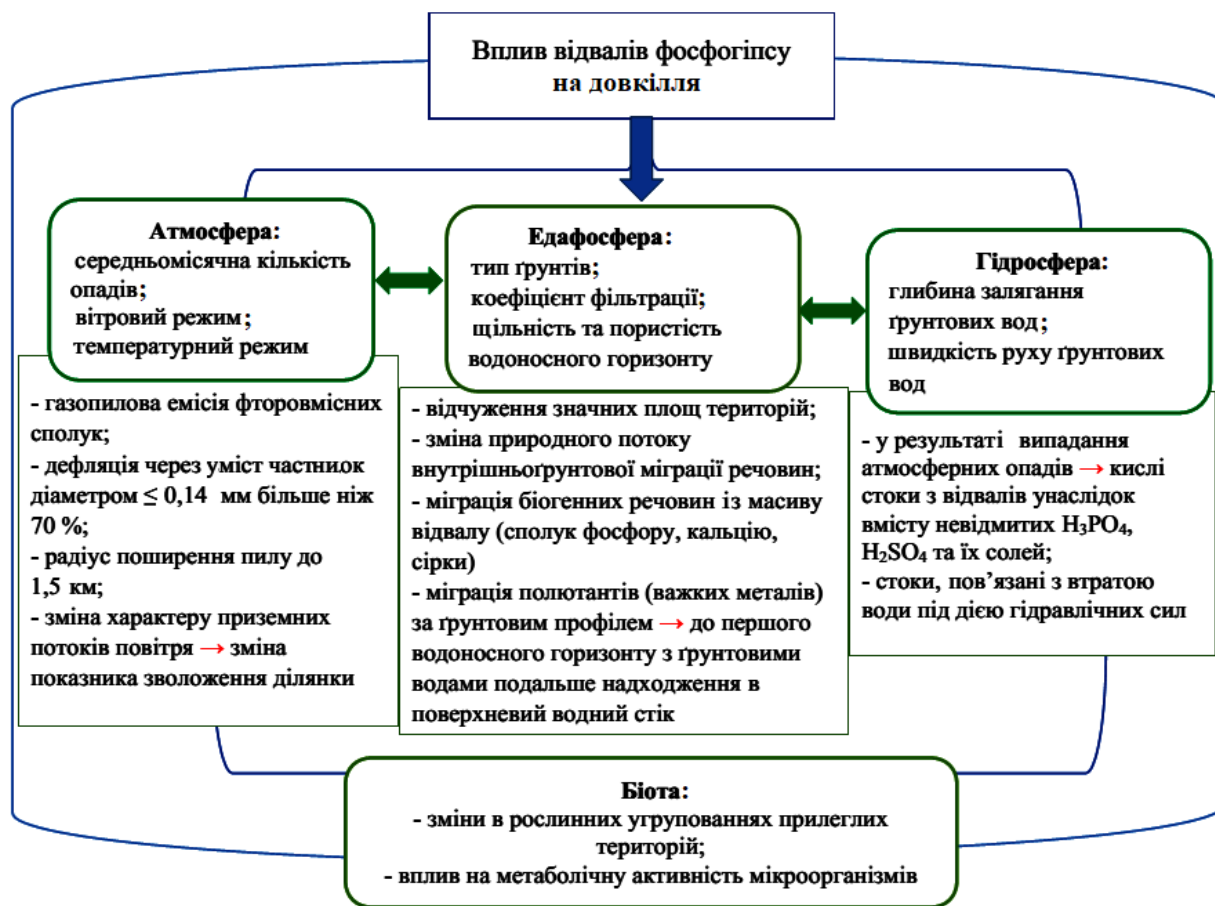 Вплив відвалів фосфогіпсу
на довкілля
Атмосфера:
середньомісячна кількість
опадів;
вітровий режим;
температурний режим
- газопилова емісія фторовмісних
сполук;
- дефляція через уміст частинок
діаметром ≤ 0,14 мм більше ніж
70 %;
- радіус поширення пилу до
1,5 км;
- зміна характеру приземних
потоків повітря → зміна
показника зволоження ділянки
Едафосфера:
тип ґрунтів;
коефіцієнт фільтрації;
щільність та пористість
водоносного горизонту
- відчуження значних площ територій;
- зміна природного потоку
внутрішньоґрунтової міграції речовин;
- міграція біогенних речовин із масиву
відвалу (сполук фосфору, кальцію,
сірки)
- міграція полютантів (важких металів)
за ґрунтовим профілем → до першого
водоносного горизонту з ґрунтовими
водами подальше надходження в
поверхневий водний стік
Гідросфера:
глибина залягання
ґрунтових вод;
швидкість руху ґрунтових
вод
- у результаті випадання
атмосферних опадів → кислі
стоки з відвалів унаслідок
вмісту невідмитих H₃PO₄,
H₂SO₄ та їх солей;
- стоки, пов’язані з втратою
води під дією гідравлічних сил
Біота:
- зміни в рослинних угрупованнях прилеглих
територій;
- вплив на метаболічну активність мікроорганізмів